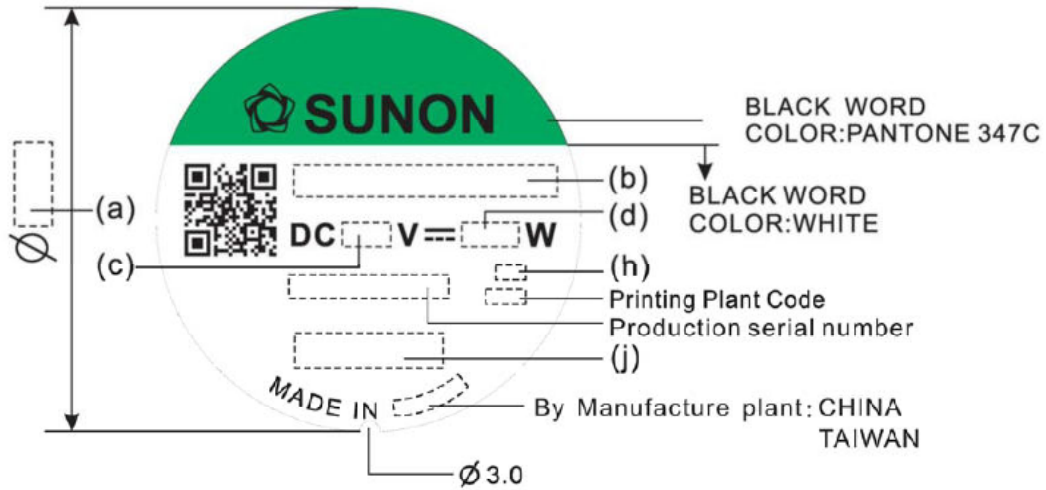 SUNON
BLACK WORD
COLOR:PANTONE 347C
BLACK WORD
COLOR:WHITE
(a)
Ø
(b)
(d)
DC V⎓ W
(c)
(h)
Printing Plant Code
Production serial number
(j)
MADE IN
By Manufacture plant: CHINA
TAIWAN
Ø3.0